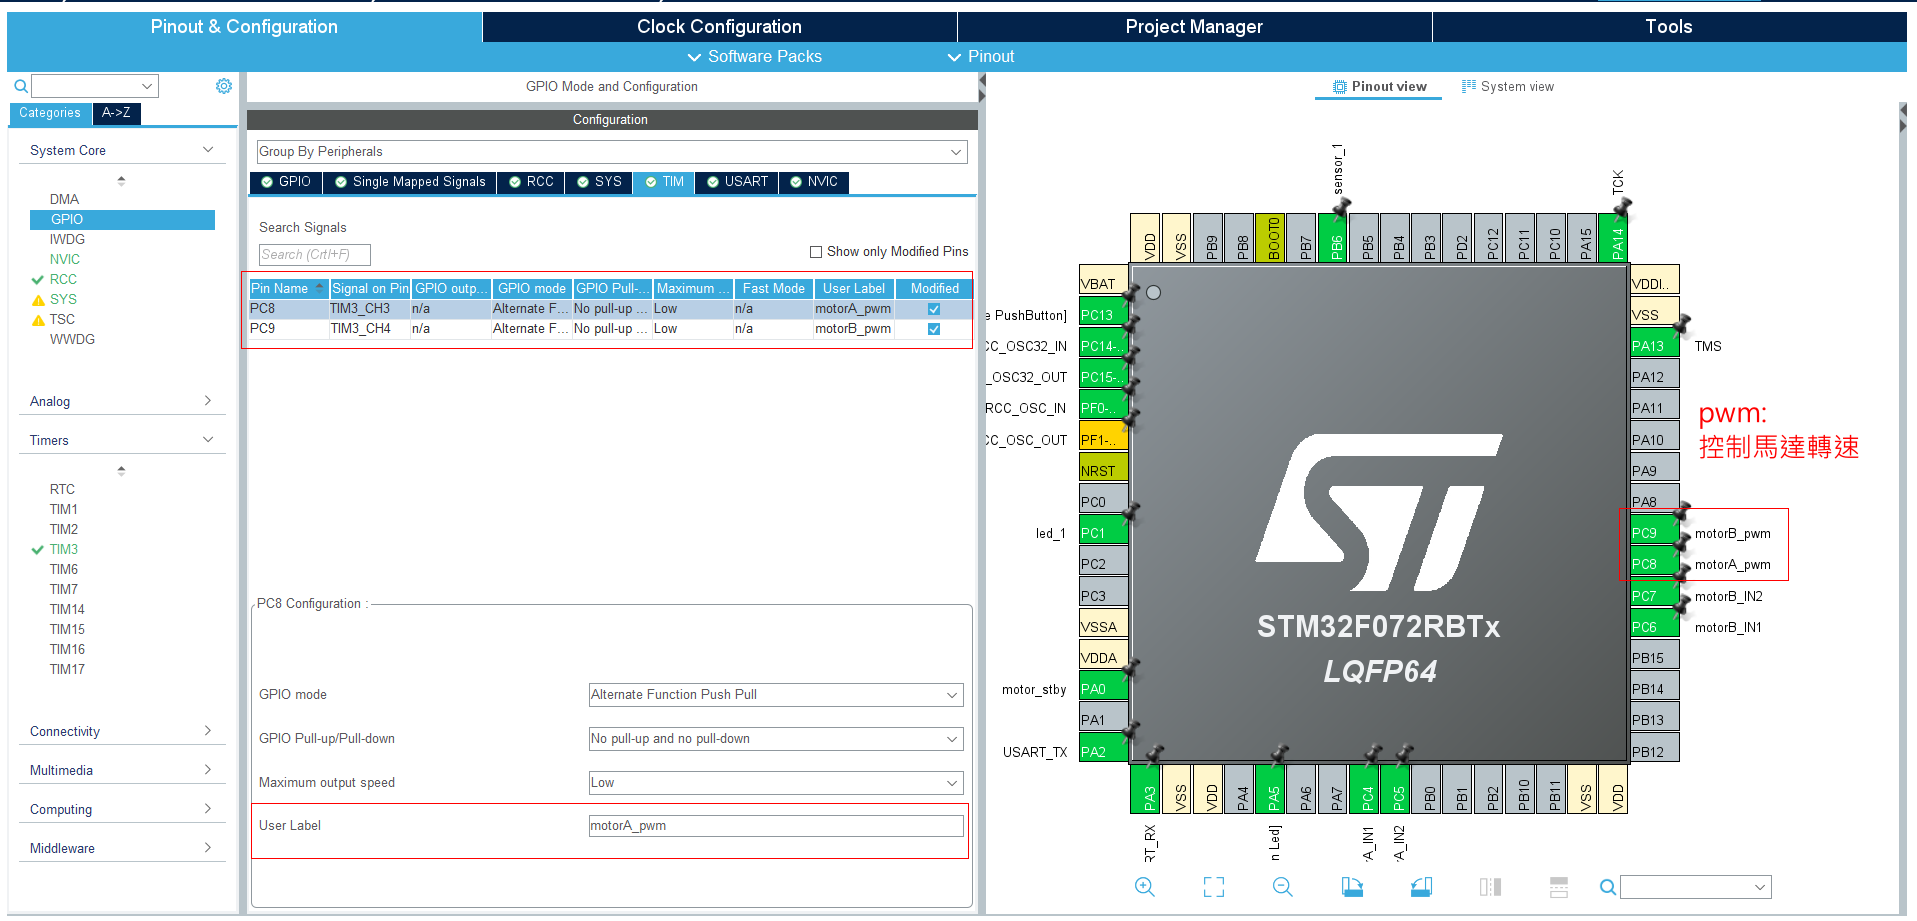 Pinout & Configuration
Clock Configuration
Project Manager
Tools
Software Packs
Pinout
Categories
A->Z
System Core
DMA
GPIO
IWDG
NVIC
RCC
SYS
TSC
WWDG
Analog
Timers
RTC
TIM1
TIM2
TIM3
TIM6
TIM7
TIM14
TIM15
TIM16
TIM17
Connectivity
Multimedia
Computing
Middleware
GPIO Mode and Configuration
Configuration
Group By Peripherals
GPIO
Single Mapped Signals
RCC
SYS
TIM
USART
NVIC
Search Signals
Search (CrtI+F)
Show only Modified Pins
Pin Name Signal on Pin GPIO outp... GPIO mode GPIO Pull-... Maximum ... Fast Mode User Label Modified
PC8 TIM3_CH3 n/a Alternate F... No pull-up ... Low n/a motorA_pwm
PC9 TIM3_CH4 n/a Alternate F... No pull-up ... Low n/a motorB_pwm
PC8 Configuration :
GPIO mode Alternate Function Push Pull
GPIO Pull-up/Pull-down No pull-up and no pull-down
Maximum output speed Low
User Label motorA_pwm
Pinout view
System view
sensor_1
TCK
VDD
VSS
PB9
PB8
BOOT0
PB7
PB6
PB5
PB4
PB3
PD2
PC12
PC11
PC10
PA15
PA14
VBAT
e PushButton] PC13
CC_OSC32_IN PC14-..
_OSC32_OUT PC15-..
RCC_OSC_IN PF0-..
CC_OSC_OUT PF1-..
NRST
PC0
led_1 PC1
PC2
PC3
VSSA
VDDA
motor_stby PA0
PA1
USART_TX PA2
STM32F072RBTx
LQFP64
VDDI..
VSS
PA13 TMS
PA12
PA11
PA10
PA9
PA8
PC9 motorB_pwm
PC8 motorA_pwm
PC7 motorB_IN2
PC6 motorB_IN1
PB15
PB14
PB13
PB12
pwm:
控制馬達轉速
PA3
VSS
VDD
PA4
PA5
PA6
PA7
PC4
PC5
PB0
PB1
PB2
PB10
PB11
VSS
VDD
RT_RX
n Led]
rA_IN1
rA_IN2